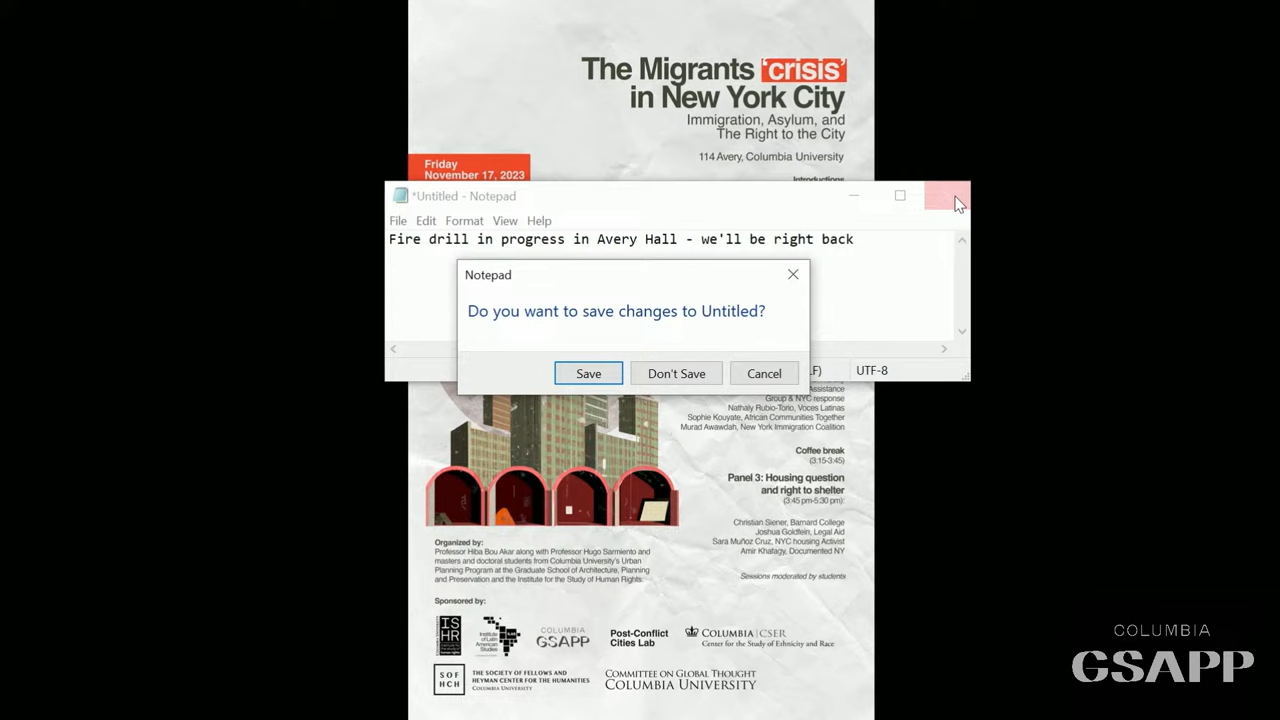 The Migrants 'crisis'
in New York City
Immigration, Asylum, and
The Right to the City
114 Avery, Columbia University
Friday
November 17, 2023
Introductions
*Untitled - Notepad
File Edit Format View Help
Fire drill in progress in Avery Hall - we'll be right back
Notepad
Do you want to save changes to Untitled?
Save Don't Save Cancel
LF) UTF-8
Assistance
Group & NYC response
Nathaly Rubio-Torio, Voces Latinas
Sophie Kouyate, African Communities Together
Murad Awawdah, New York Immigration Coalition
Coffee break
(3:15-3:45)
Panel 3: Housing question
and right to shelter
(3:45 pm-5:30 pm):
Christian Siener, Barnard College
Joshua Goldfein, Legal Aid
Sara Muñoz Cruz, NYC housing Activist
Amir Khafagy, Documented NY
Sessions moderated by students
Organized by:
Professor Hiba Bou Akar along with Professor Hugo Sarmiento and
masters and doctoral students from Columbia University's Urban
Planning Program at the Graduate School of Architecture, Planning
and Preservation and the Institute for the Study of Human Rights.
Sponsored by:
IS
HR
Institute of Latin
American Studies
COLUMBIA
GSAPP
Post-Conflict
Cities Lab
COLUMBIA | CSER
Center for the Study of Ethnicity and Race
SOF
HCH
THE SOCIETY OF FELLOWS AND
HEYMAN CENTER FOR THE HUMANITIES
COLUMBIA UNIVERSITY
COMMITTEE ON GLOBAL THOUGHT
COLUMBIA UNIVERSITY
COLUMBIA
GSAPP